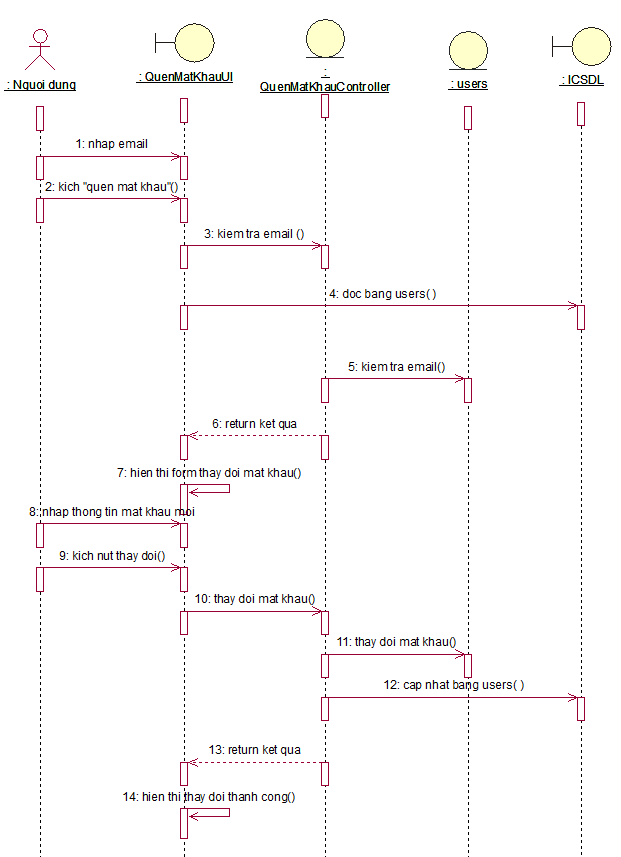 : Nguoi dung
: QuenMatKhauUI
:
QuenMatKhauController
: users
: ICSDL
1: nhap email
2: kich "quen mat khau"()
3: kiem tra email ()
4: doc bang users( )
5: kiem tra email()
6: return ket qua
7: hien thi form thay doi mat khau()
8: nhap thong tin mat khau moi
9: kich nut thay doi()
10: thay doi mat khau()
11: thay doi mat khau()
12: cap nhat bang users( )
13: return ket qua
14: hien thi thay doi thanh cong()